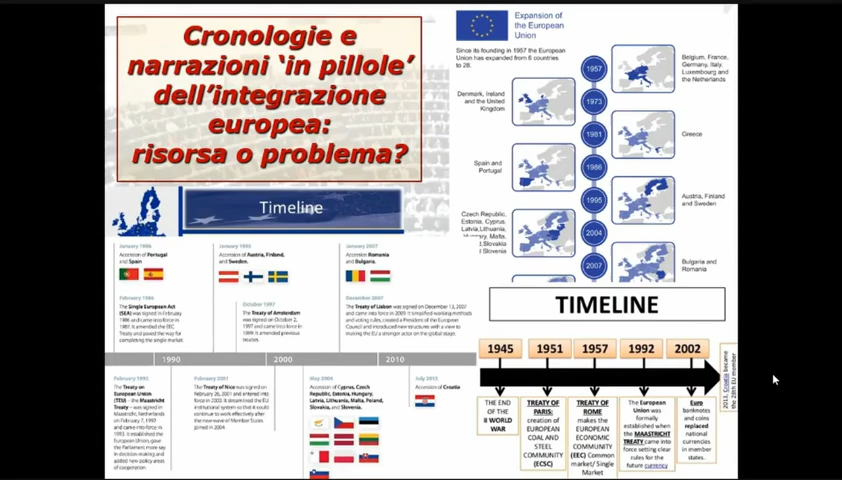 Cronologie e
narrazioni 'in pillole'
dell'integrazione
europea:
risorsa o problema?
Expansion of
the European
Union
Since its founding in 1957 the European
Union has expanded from 6 countries
to 28.
1957
Belgium, France,
Germany, Italy,
Luxembourg and
the Netherlands
Denmark, Ireland
and the United
Kingdom
1973
1981
Greece
Spain and
Portugal
1986
1995
Austria, Finland
and Sweden
Czech Republic,
Estonia, Cyprus,
Latvia, Lithuania,
Malta,
Slovakia
Slovenia
2004
2007
Bulgaria and
Romania
Timeline
January 1986
Accession of Portugal
and Spain
January 1995
Accession of Austria, Finland,
and Sweden.
January 2007
Accession Romania
and Bulgaria.
February 1986
The Single European Act
(SEA) was signed in February
1986 and came into force in
1987. It amended the EEC
Treaty and paved the way for
completing the single market.
October 1997
The Treaty of Amsterdam
was signed on October 2,
1997 and came into force in
1999. It amended previous
treaties.
December 2007
The Treaty of Lisbon was signed on December 13, 2007
and came into force in 2009. It simplified working methods
and voting rules, created a President of the European
Council and introduced new structures with a view to
making the EU a stronger actor on the global stage.
1990
2000
2010
February 1992
The Treaty on
European Union
(TEU - the Maastricht
Treaty - was signed in
Maastricht, Netherlands
on February 7, 1992
and came into force in
1993. It established the
European Union, gave
the Parliament more say
in decision-making and
added new policy areas
of cooperation.
February 2001
The Treaty of Nice was signed on
February 26, 2001 and entered into
force in 2003. It streamlined the EU
institutional system so that it could
continue to work effectively after
the new wave of Member States
joined in 2004.
May 2004
Accession of Cyprus, Czech
Republic, Estonia, Hungary,
Latvia, Lithuania, Malta, Poland,
Slovakia, and Slovenia.
July 2013
Accession of Croatia
TIMELINE
1945
1951
1957
1992
2002
THE END
OF THE
II WORLD
WAR
TREATY OF
PARIS:
creation of
EUROPEAN
COAL AND
STEEL
COMMUNITY
(ECSC)
TREATY OF
ROME
makes the
EUROPEAN
ECONOMIC
COMMUNITY
(EEC) Common
market/ Single
Market
The European
Union was
formally
established when
the MAASTRICHT
TREATY came into
force setting clear
rules for the
future currency
Euro
banknotes
and coins
replaced
national
currencies
in member
states.
2013, Croatia became
the 28th EU member